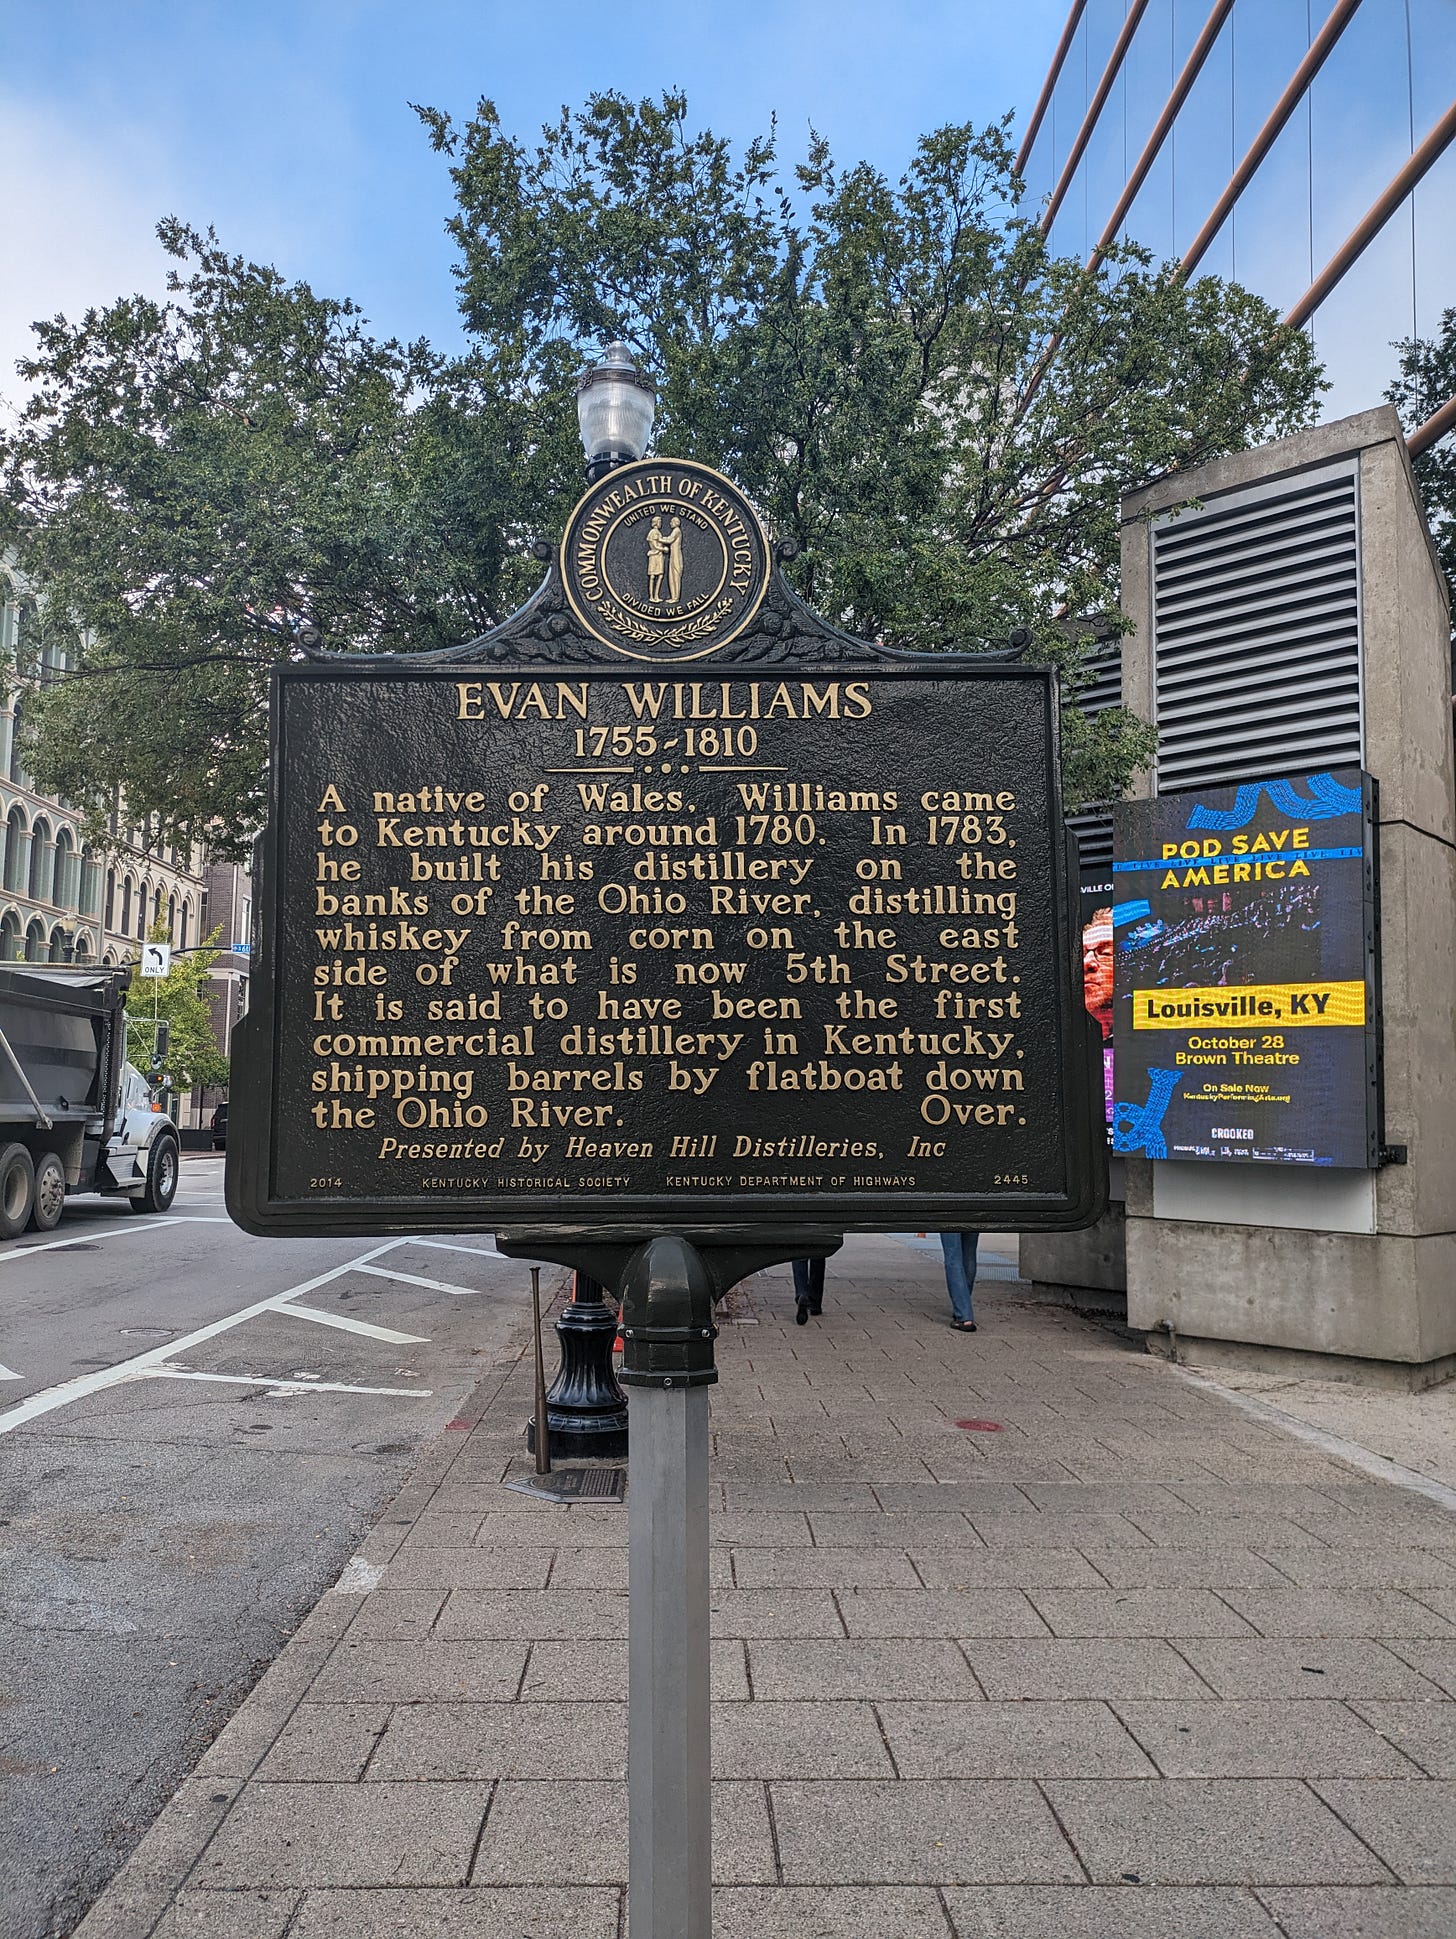 COMMONWEALTH OF KENTUCKY
UNITED WE STAND
DIVIDED WE FALL
EVAN WILLIAMS
1755-1810
A native of Wales, Williams came
to Kentucky around 1780. In 1783,
he built his distillery on the
banks of the Ohio River, distilling
whiskey from corn on the east
side of what is now 5th Street.
It is said to have been the first
commercial distillery in Kentucky,
shipping barrels by flatboat down
the Ohio River. Over.
Presented by Heaven Hill Distilleries, Inc
2014 KENTUCKY HISTORICAL SOCIETY KENTUCKY DEPARTMENT OF HIGHWAYS 2445
ONLY
POD SAVE
LIVE LIVE LIVE LIVE LIVE
AMERICA
Louisville, KY
October 28
Brown Theatre
On Sale Now
KentuckyPerformingArts.org
CROOKED